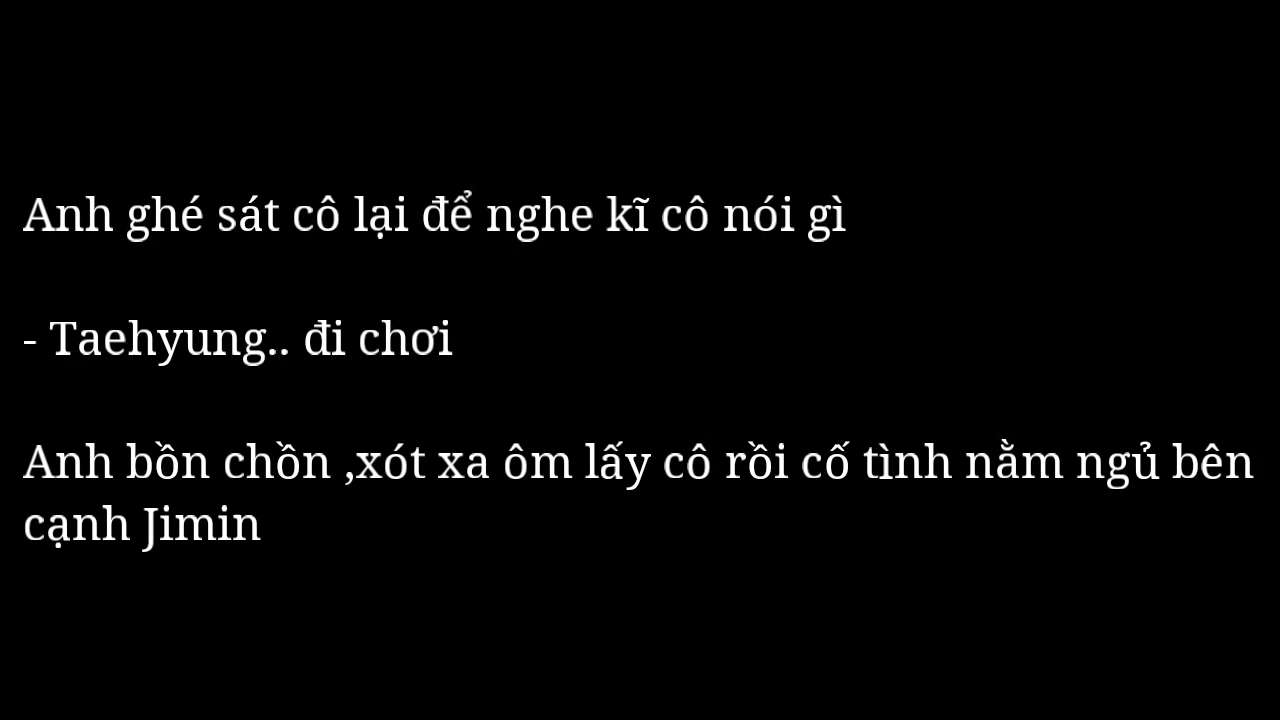 Anh ghé sát cô lại để nghe kĩ cô nói gì
- Taehyung.. đi chơi
Anh bồn chồn ,xót xa ôm lấy cô rồi cố tình nằm ngủ bên
cạnh Jimin